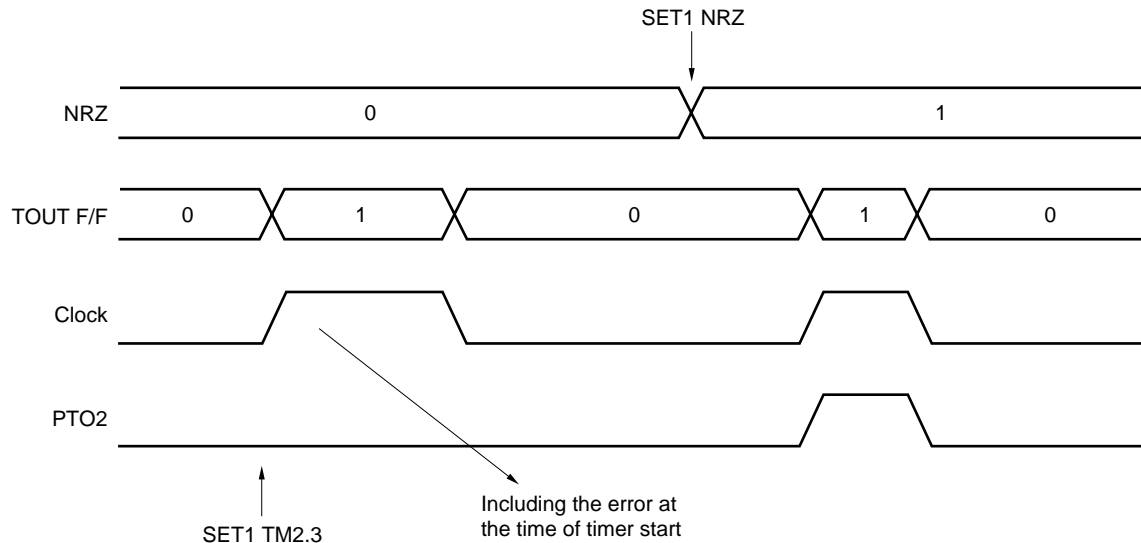 SET1 NRZ
NRZ
0
1
TOUT F/F
0
1
0
1
0
Clock
PTO2
Including the error at
the time of timer start
SET1 TM2.3